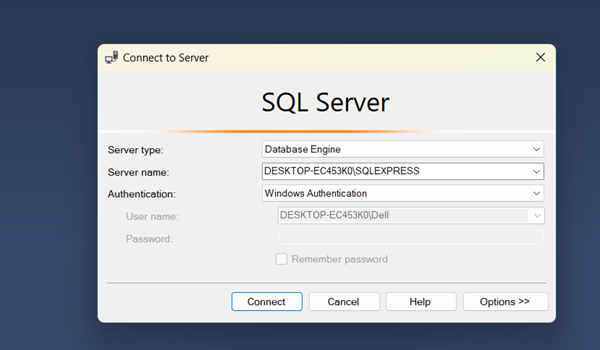 Connect to Server
SQL Server
Server type: Database Engine
Server name: DESKTOP-EC453K0\SQLEXPRESS
Authentication: Windows Authentication
User name: DESKTOP-EC453K0\Dell
Password:
Remember password
Connect Cancel Help Options >>